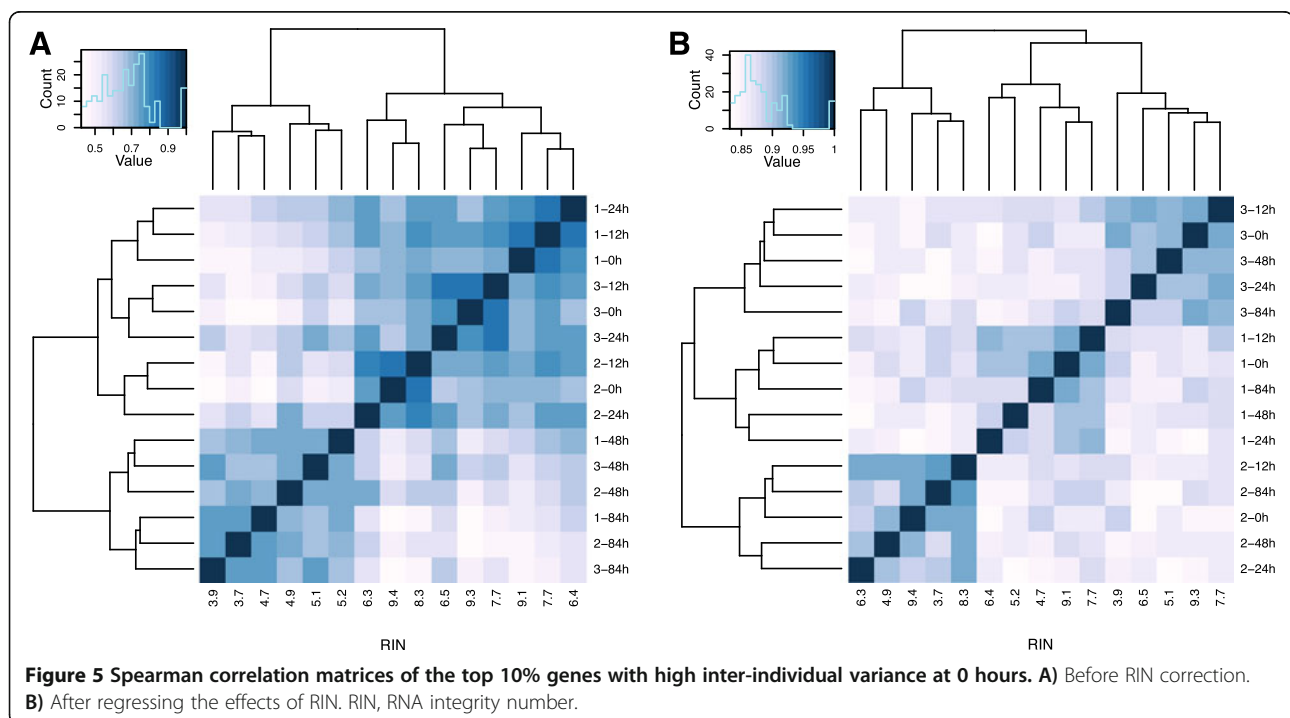 A
Count
0 10 20
0.5 0.7 0.9
Value
1−24h
1−12h
1−0h
3−12h
3−0h
3−24h
2−12h
2−0h
2−24h
1−48h
3−48h
2−48h
1−84h
2−84h
3−84h
3.9 3.7 4.7 4.9 5.1 5.2 6.3 9.4 8.3 6.5 9.3 7.7 9.1 7.7 6.4
RIN
B
Count
0 20 40
0.85 0.9 0.95 1
Value
3−12h
3−0h
3−48h
3−24h
3−84h
1−12h
1−0h
1−84h
1−48h
1−24h
2−12h
2−84h
2−0h
2−48h
2−24h
6.3 4.9 9.4 3.7 8.3 6.4 5.2 4.7 9.1 7.7 3.9 6.5 5.1 9.3 7.7
RIN
Figure 5 Spearman correlation matrices of the top 10% genes with high inter-individual variance at 0 hours. A) Before RIN correction.
B) After regressing the effects of RIN. RIN, RNA integrity number.